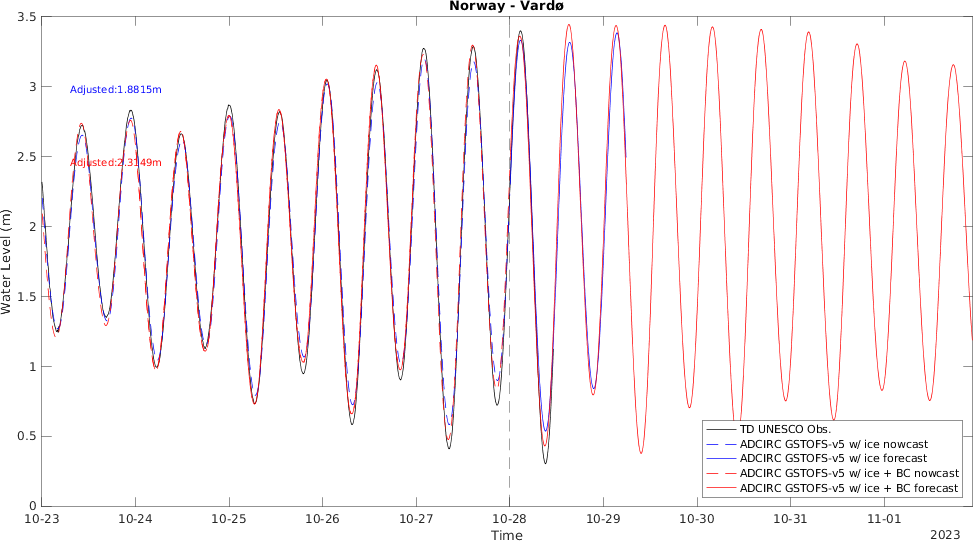 Norway - Vardø
3.5
3
2.5
2
1.5
1
0.5
0
Water Level (m)
Adjusted:1.8815m
Adjusted:2.3149m
TD UNESCO Obs.
ADCIRC GSTOFS-v5 w/ ice nowcast
ADCIRC GSTOFS-v5 w/ ice forecast
ADCIRC GSTOFS-v5 w/ ice + BC nowcast
ADCIRC GSTOFS-v5 w/ ice + BC forecast
10-23 10-24 10-25 10-26 10-27 10-28 10-29 10-30 10-31 11-01
Time
2023